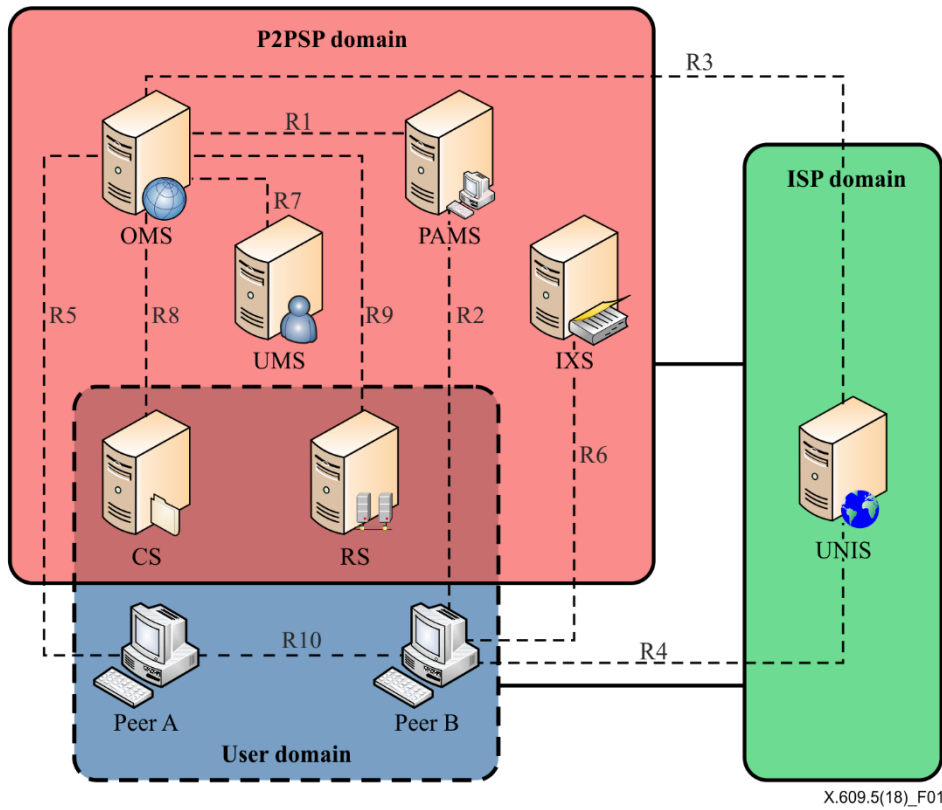 P2PSP domain
R3
R1
ISP domain
OMS
R7
PAMS
R5
R8
R9
R2
UMS
IXS
R6
CS
RS
UNIS
R10
R4
Peer A
Peer B
User domain
X.609.5(18)_F01